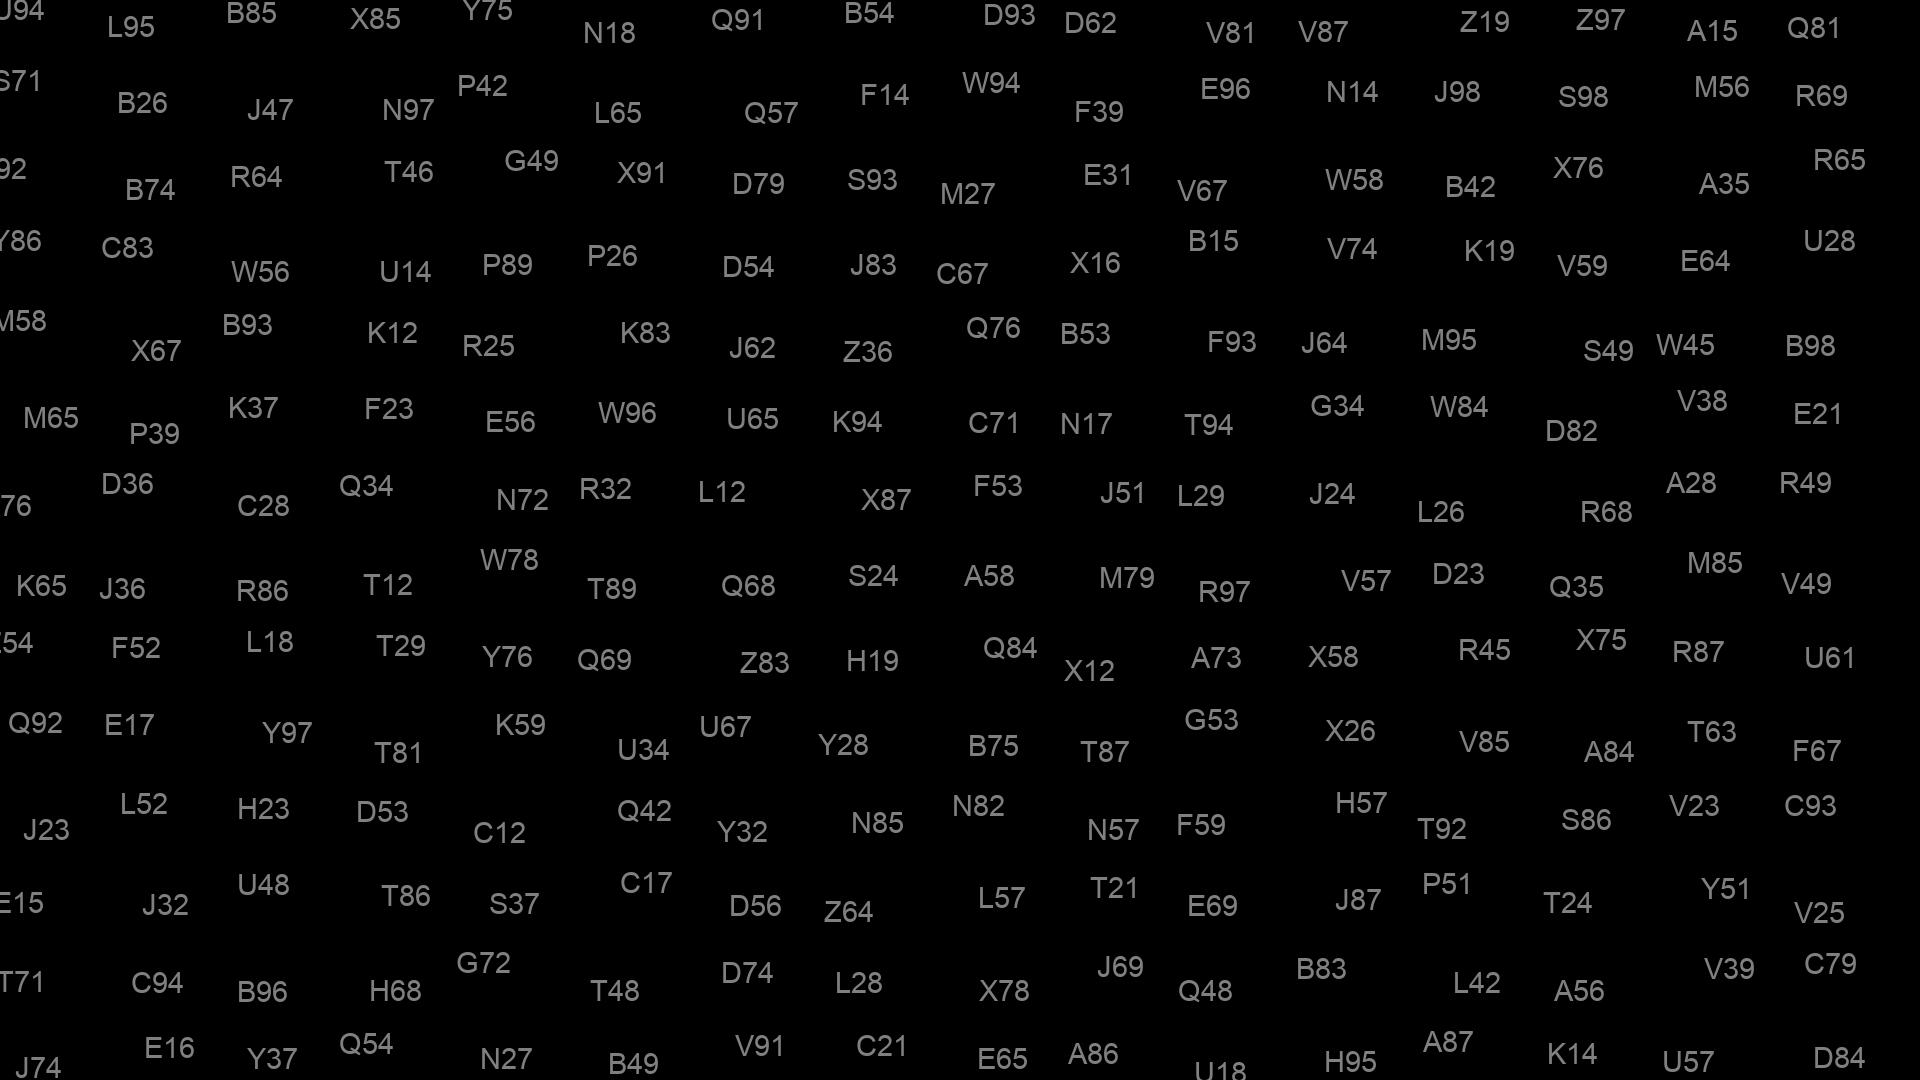 U94 L95 B85 X85 Y75 N18 Q91 B54 D93 D62 V81 V87 Z19 Z97 A15 Q81
S71 B26 J47 N97 P42 L65 Q57 F14 W94 F39 E96 N14 J98 S98 M56 R69
92 B74 R64 T46 G49 X91 D79 S93 M27 E31 V67 W58 B42 X76 A35 R65
Y86 C83 W56 U14 P89 P26 D54 J83 C67 X16 B15 V74 K19 V59 E64 U28
M58 X67 B93 K12 R25 K83 J62 Z36 Q76 B53 F93 J64 M95 S49 W45 B98
M65 P39 K37 F23 E56 W96 U65 K94 C71 N17 T94 G34 W84 D82 V38 E21
76 D36 C28 Q34 N72 R32 L12 X87 F53 J51 L29 J24 L26 R68 A28 R49
K65 J36 R86 T12 W78 T89 Q68 S24 A58 M79 R97 V57 D23 Q35 M85 V49
54 F52 L18 T29 Y76 Q69 Z83 H19 Q84 X12 A73 X58 R45 X75 R87 U61
Q92 E17 Y97 T81 K59 U34 U67 Y28 B75 T87 G53 X26 V85 A84 T63 F67
J23 L52 H23 D53 C12 Q42 Y32 N85 N82 N57 F59 H57 T92 S86 V23 C93
E15 J32 U48 T86 S37 C17 D56 Z64 L57 T21 E69 J87 P51 T24 Y51 V25
T71 C94 B96 H68 G72 T48 D74 L28 X78 J69 Q48 B83 L42 A56 V39 C79
J74 E16 Y37 Q54 N27 B49 V91 C21 E65 A86 U18 H95 A87 K14 U57 D84